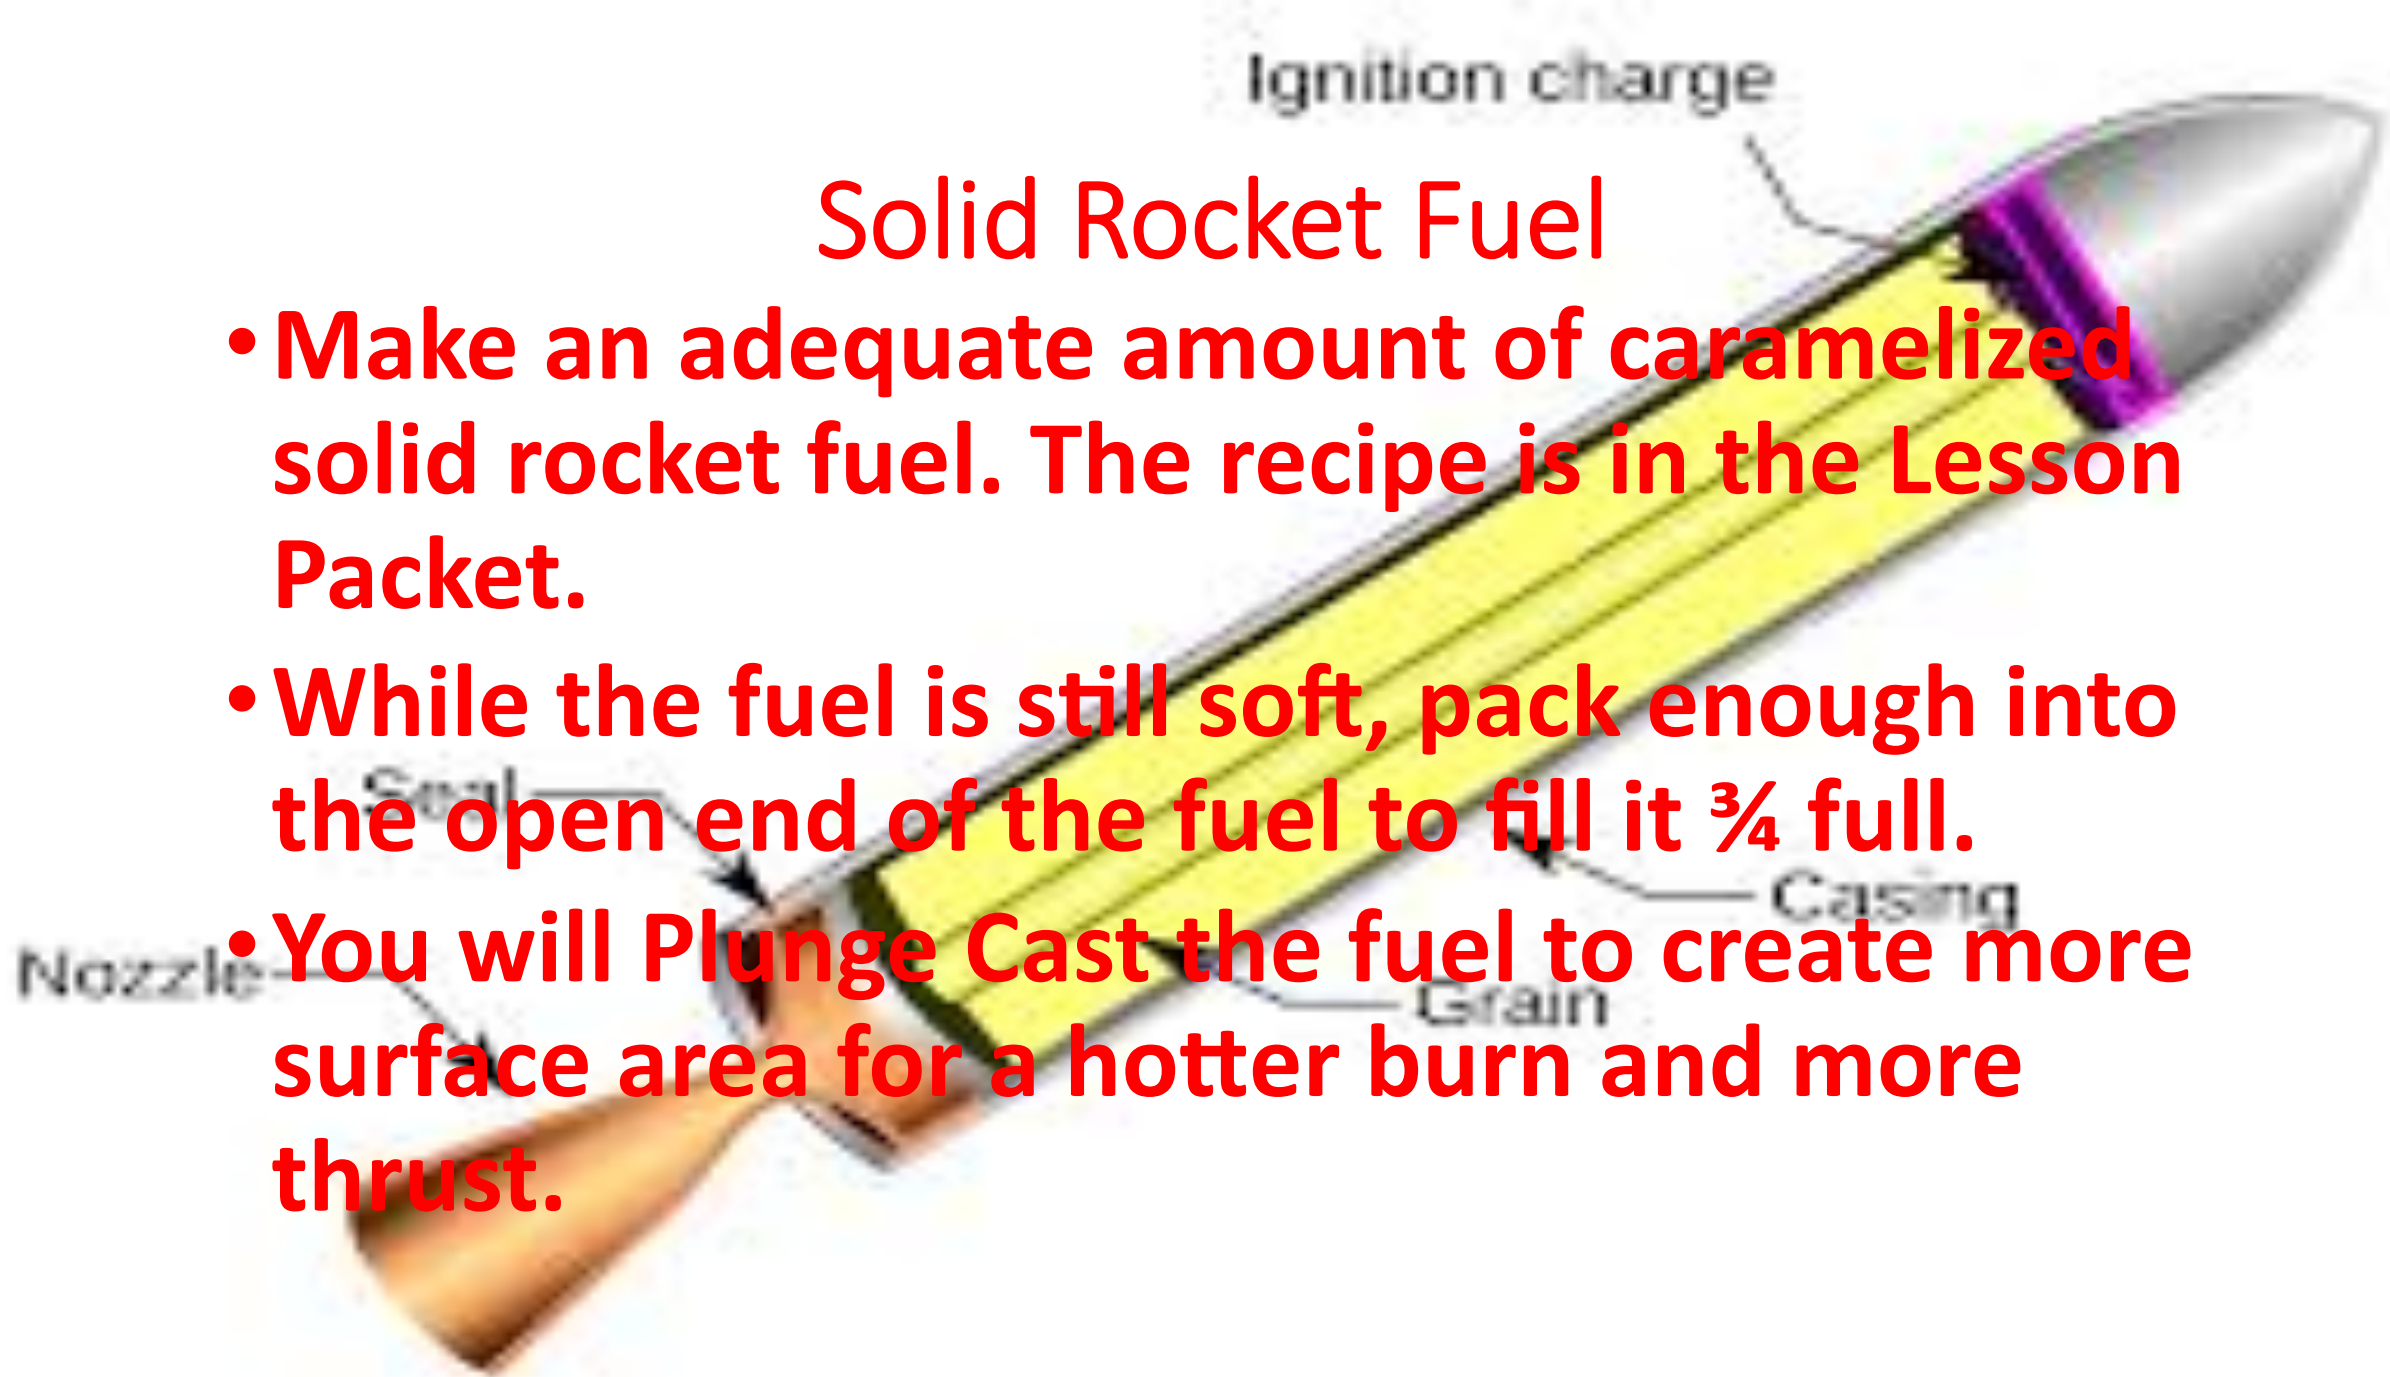 Ignition charge
Solid Rocket Fuel
• Make an adequate amount of caramelized
solid rocket fuel. The recipe is in the Lesson
Packet.
• While the fuel is still soft, pack enough into
Seal
the open end of the fuel to fill it ¾ full.
Casing
• You will Plunge Cast the fuel to create more
Nozzle
Grain
surface area for a hotter burn and more
thrust.